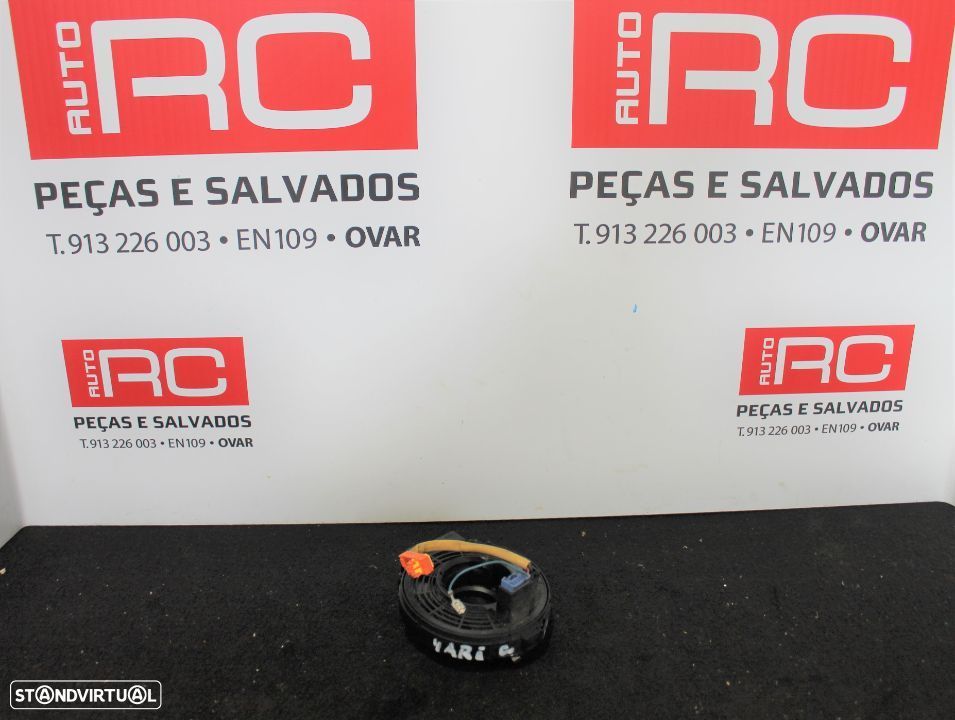 AUTO RC
PEÇAS E SALVADOS
T.913 226 003 • EN109 • OVAR
AUTO RC
PEÇAS E SALVADOS
T.913 226 003 • EN109 • OVAR
AUTO RC
PEÇAS E SALVADOS
T.913 226 003 • EN109 • OVAR
AUTO RC
PEÇAS E SALVADOS
T.913 226 003 • EN109 • OVAR
YARi
STANDVIRTUAL